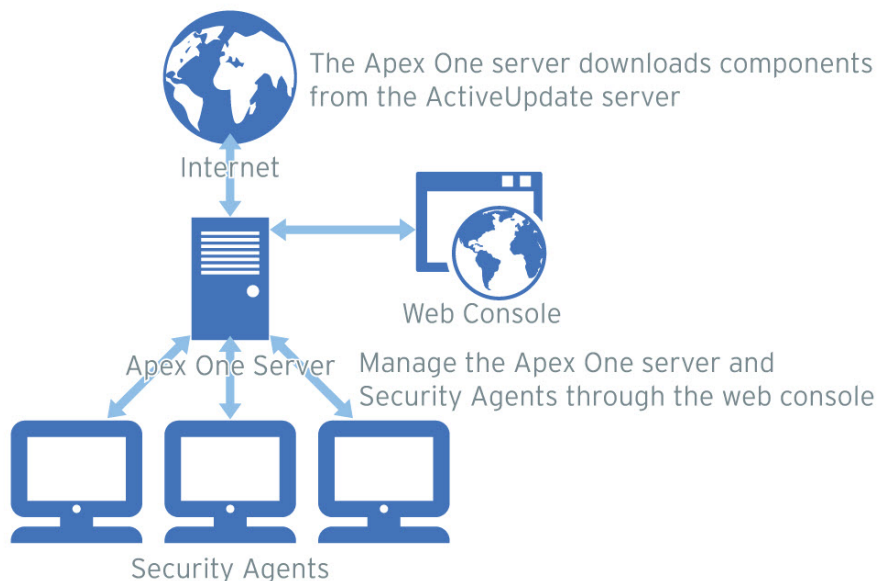 The Apex One server downloads components
from the ActiveUpdate server
Internet
Web Console
Apex One Server
Manage the Apex One server and
Security Agents through the web console
Security Agents